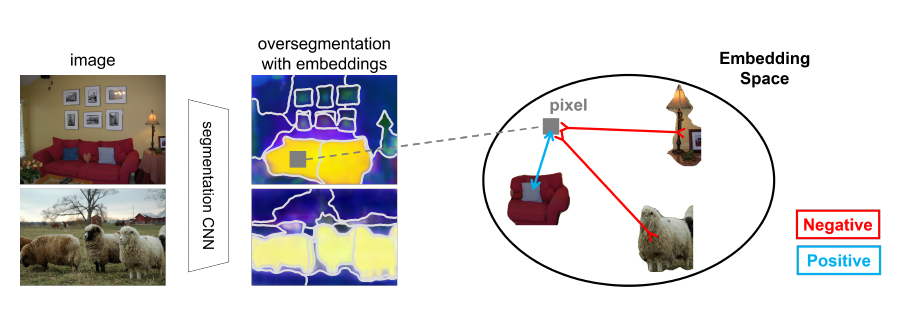 image
oversegmentation
with embeddings
segmentation CNN
Embedding
Space
pixel
Negative
Positive